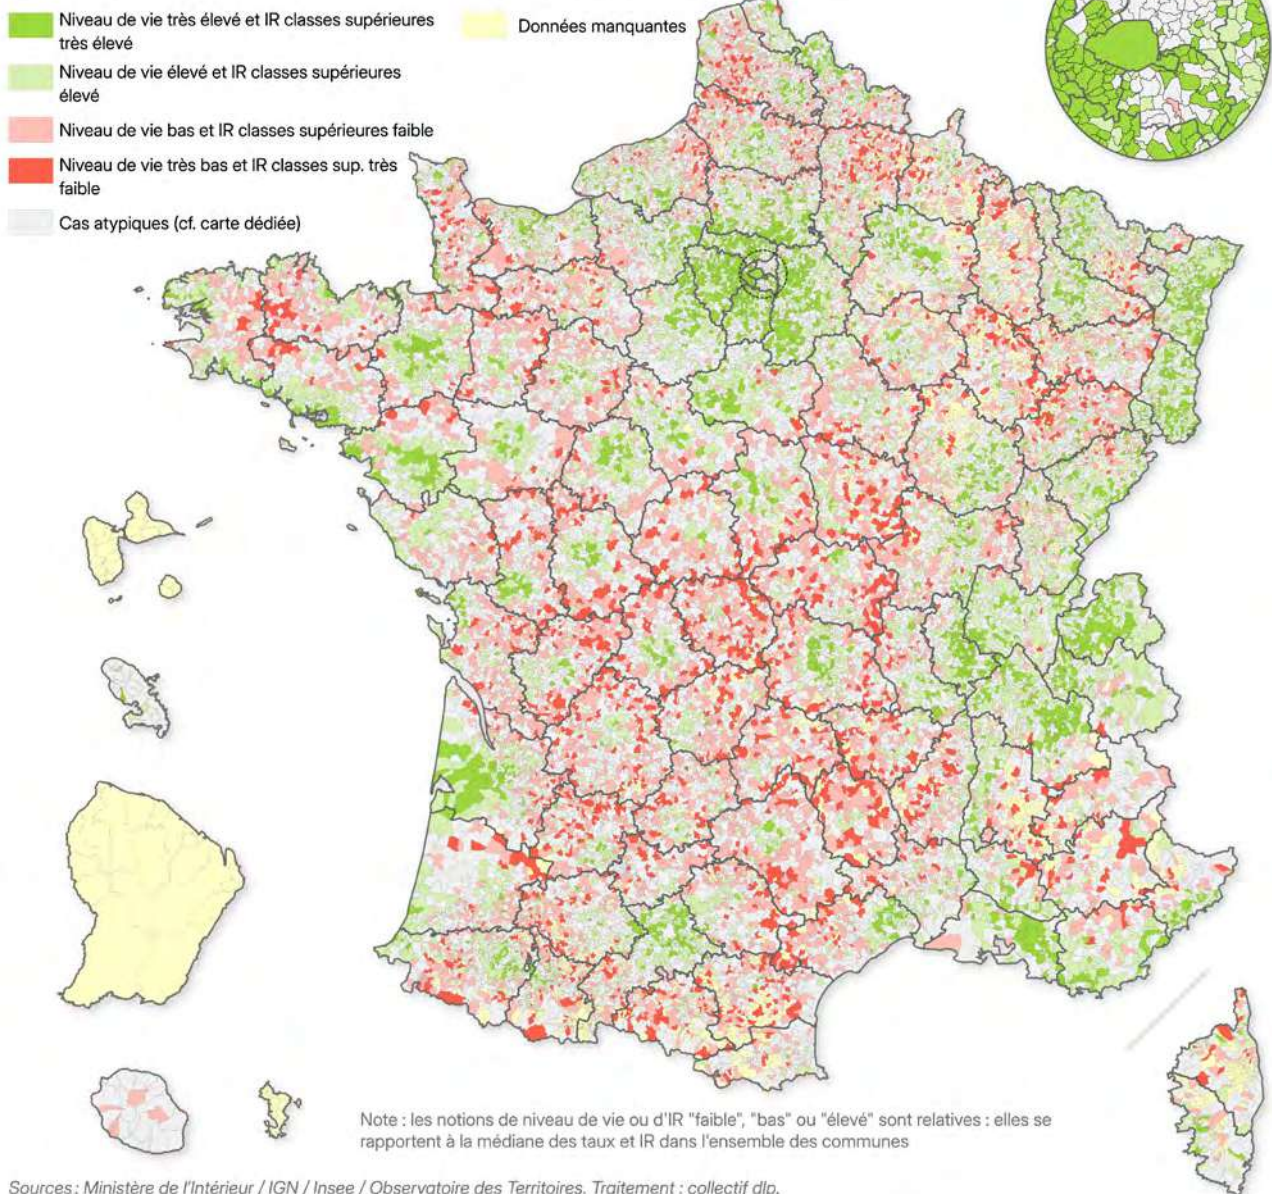 Niveau de vie très élevé et IR classes supérieures
très élevé
Données manquantes
Niveau de vie élevé et IR classes supérieures
élevé
Niveau de vie bas et IR classes supérieures faible
Niveau de vie très bas et IR classes sup. très
faible
Cas atypiques (cf. carte dédiée)
Note : les notions de niveau de vie ou d'IR "faible", "bas" ou "élevé" sont relatives : elles se
rapportent à la médiane des taux et IR dans l'ensemble des communes
Sources : Ministère de l'Intérieur / IGN / Insee / Observatoire des Territoires. Traitement : collectif dlp.